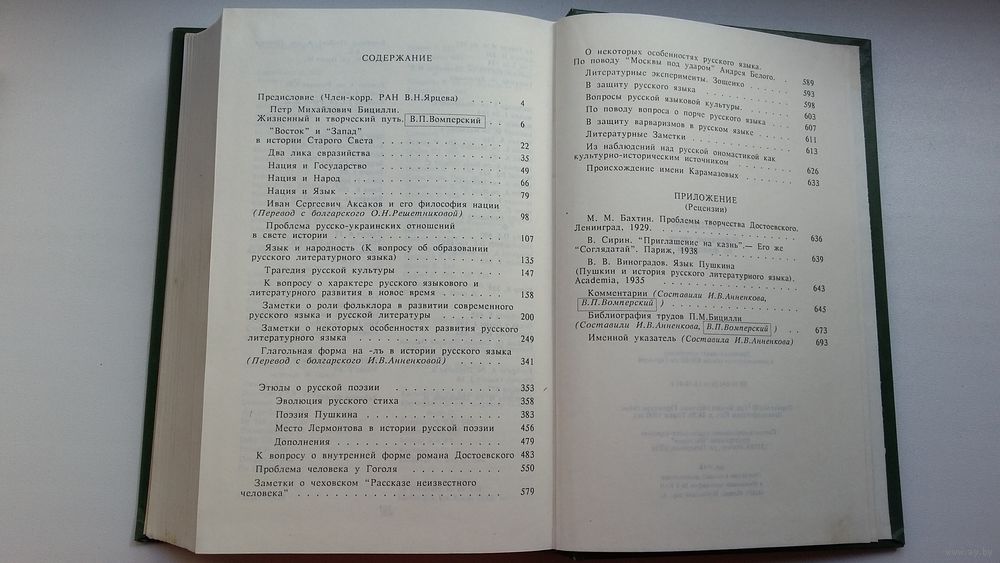 СОДЕРЖАНИЕ
Предисловие (Член-корр. РАН В.Н.Ярцева) . . . . 4
Петр Михайлович Бицилли.
Жизненный и творческий путь. В.П.Вомперский . . 6
"Восток" и "Запад"
в истории Старого Света . . . . . . . . . . . . 22
Два лика евразийства . . . . . . . . . . . . 35
Нация и Государство . . . . . . . . . . . . 49
Нация и Народ . . . . . . . . . . . . . . . 66
Нация и Язык . . . . . . . . . . . . . . . 79
Иван Сергеевич Аксаков и его философия нации
(Перевод с болгарского О.Н.Решетниковой) . . . . 98
Проблема русско-украинских отношений
в свете истории . . . . . . . . . . . . . . . 107
Язык и народность (К вопросу об образовании
русского литературного языка) . . . . . . . . . 135
Трагедия русской культуры . . . . . . . . . . 147
К вопросу о характере русского языкового и
литературного развития в новое время . . . . . . 158
Заметки о роли фольклора в развитии современного
русского языка и русской литературы . . . . . . 200
Заметки о некоторых особенностях развития русского
литературного языка . . . . . . . . . . . . . 249
Глагольная форма на -лъ в истории русского языка
(Перевод с болгарского И.В.Анненковой) . . . . . 341
Этюды о русской поэзии . . . . . . . . . . . 353
Эволюция русского стиха . . . . . . . . . . 358
Поэзия Пушкина . . . . . . . . . . . . . . 383
Место Лермонтова в истории русской поэзии 456
Дополнения . . . . . . . . . . . . . . . . 479
К вопросу о внутренней форме романа Достоевского 483
Проблема человека у Гоголя . . . . . . . . . . 550
Заметки о чеховском "Рассказе неизвестного
человека" . . . . . . . . . . . . . . . . . . 579
О некоторых особенностях русского языка.
По поводу "Москвы под ударом" Андрея Белого. . 589
Литературные эксперименты. Зощенко . . . . 593
В защиту русского языка . . . . . . . . . . 598
Вопросы русской языковой культуры. . . . . . 603
По поводу вопроса о порче русского языка . . . 607
В защиту варваризмов в русском языке . . . . 611
Литературные Заметки . . . . . . . . . . . . 613
Из наблюдений над русской ономастикой как
культурно-историческим источником . . . . . . 626
Происхождение имени Карамазовых . . . . . . 633
ПРИЛОЖЕНИЕ
(Рецензии)
М. М. Бахтин. Проблемы творчества Достоевского.
Ленинград, 1929. . . . . . . . . . . . . . . . 636
В. Сирин. "Приглашение на казнь".— Его же
"Соглядатай". Париж, 1938 . . . . . . . . . . . 639
В. В. Виноградов. Язык Пушкина
(Пушкин и история русского литературного языка).
Academia, 1935 . . . . . . . . . . . . . . . . 643
Комментарии (Составили И.В.Анненкова,
В.П.Вомперский ) . . . . . . . . . . . . . . . 645
Библиография трудов П.М.Бицилли
(Составили И.В.Анненкова, В.П.Вомперский ) . . . 673
Именной указатель (Составила И.В.Анненкова) 693
www.ay.by